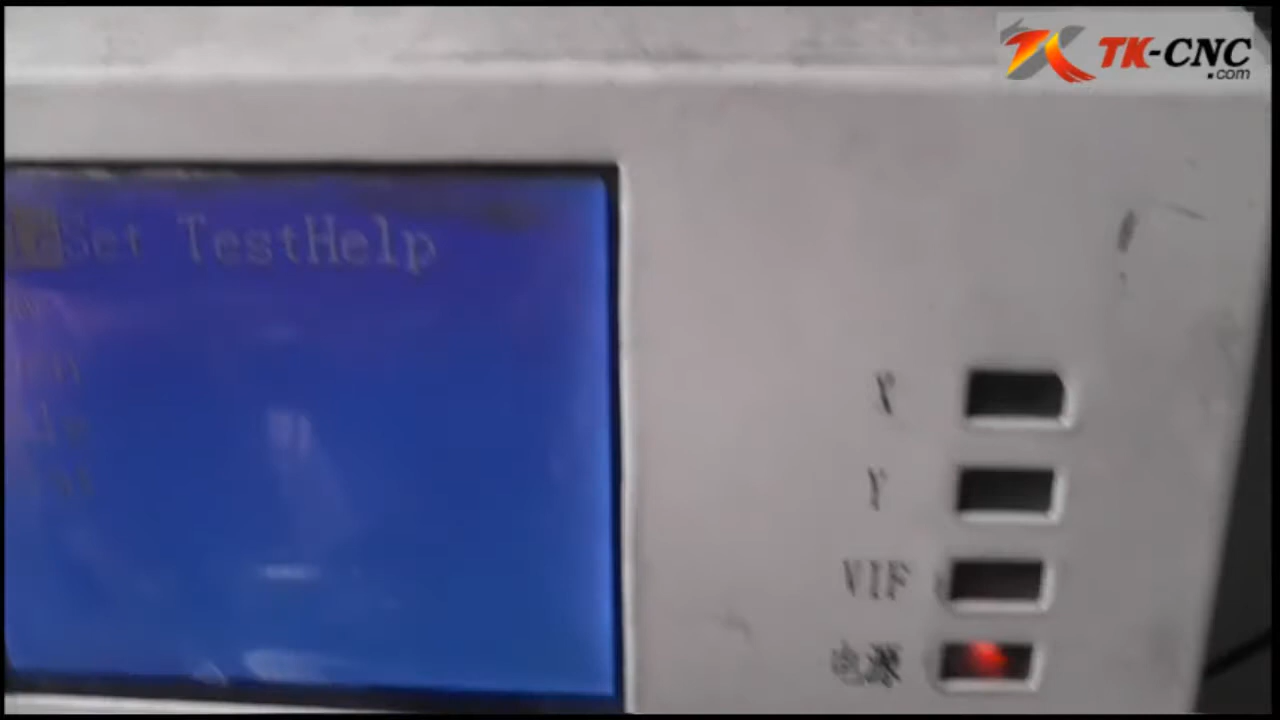 TK-CNC
.com
Set TestHelp
X
Y
VIF
电源